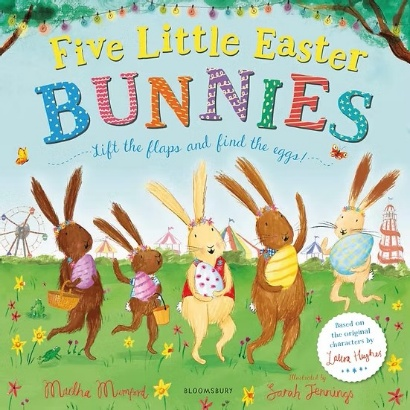 Five Little Easter
BUNNIES
Lift the flaps and find the eggs!
Based on
the original
characters by
Laura Hughes
Martha Mumford
BLOOMSBURY
Illustrated by
Sarah Jennings